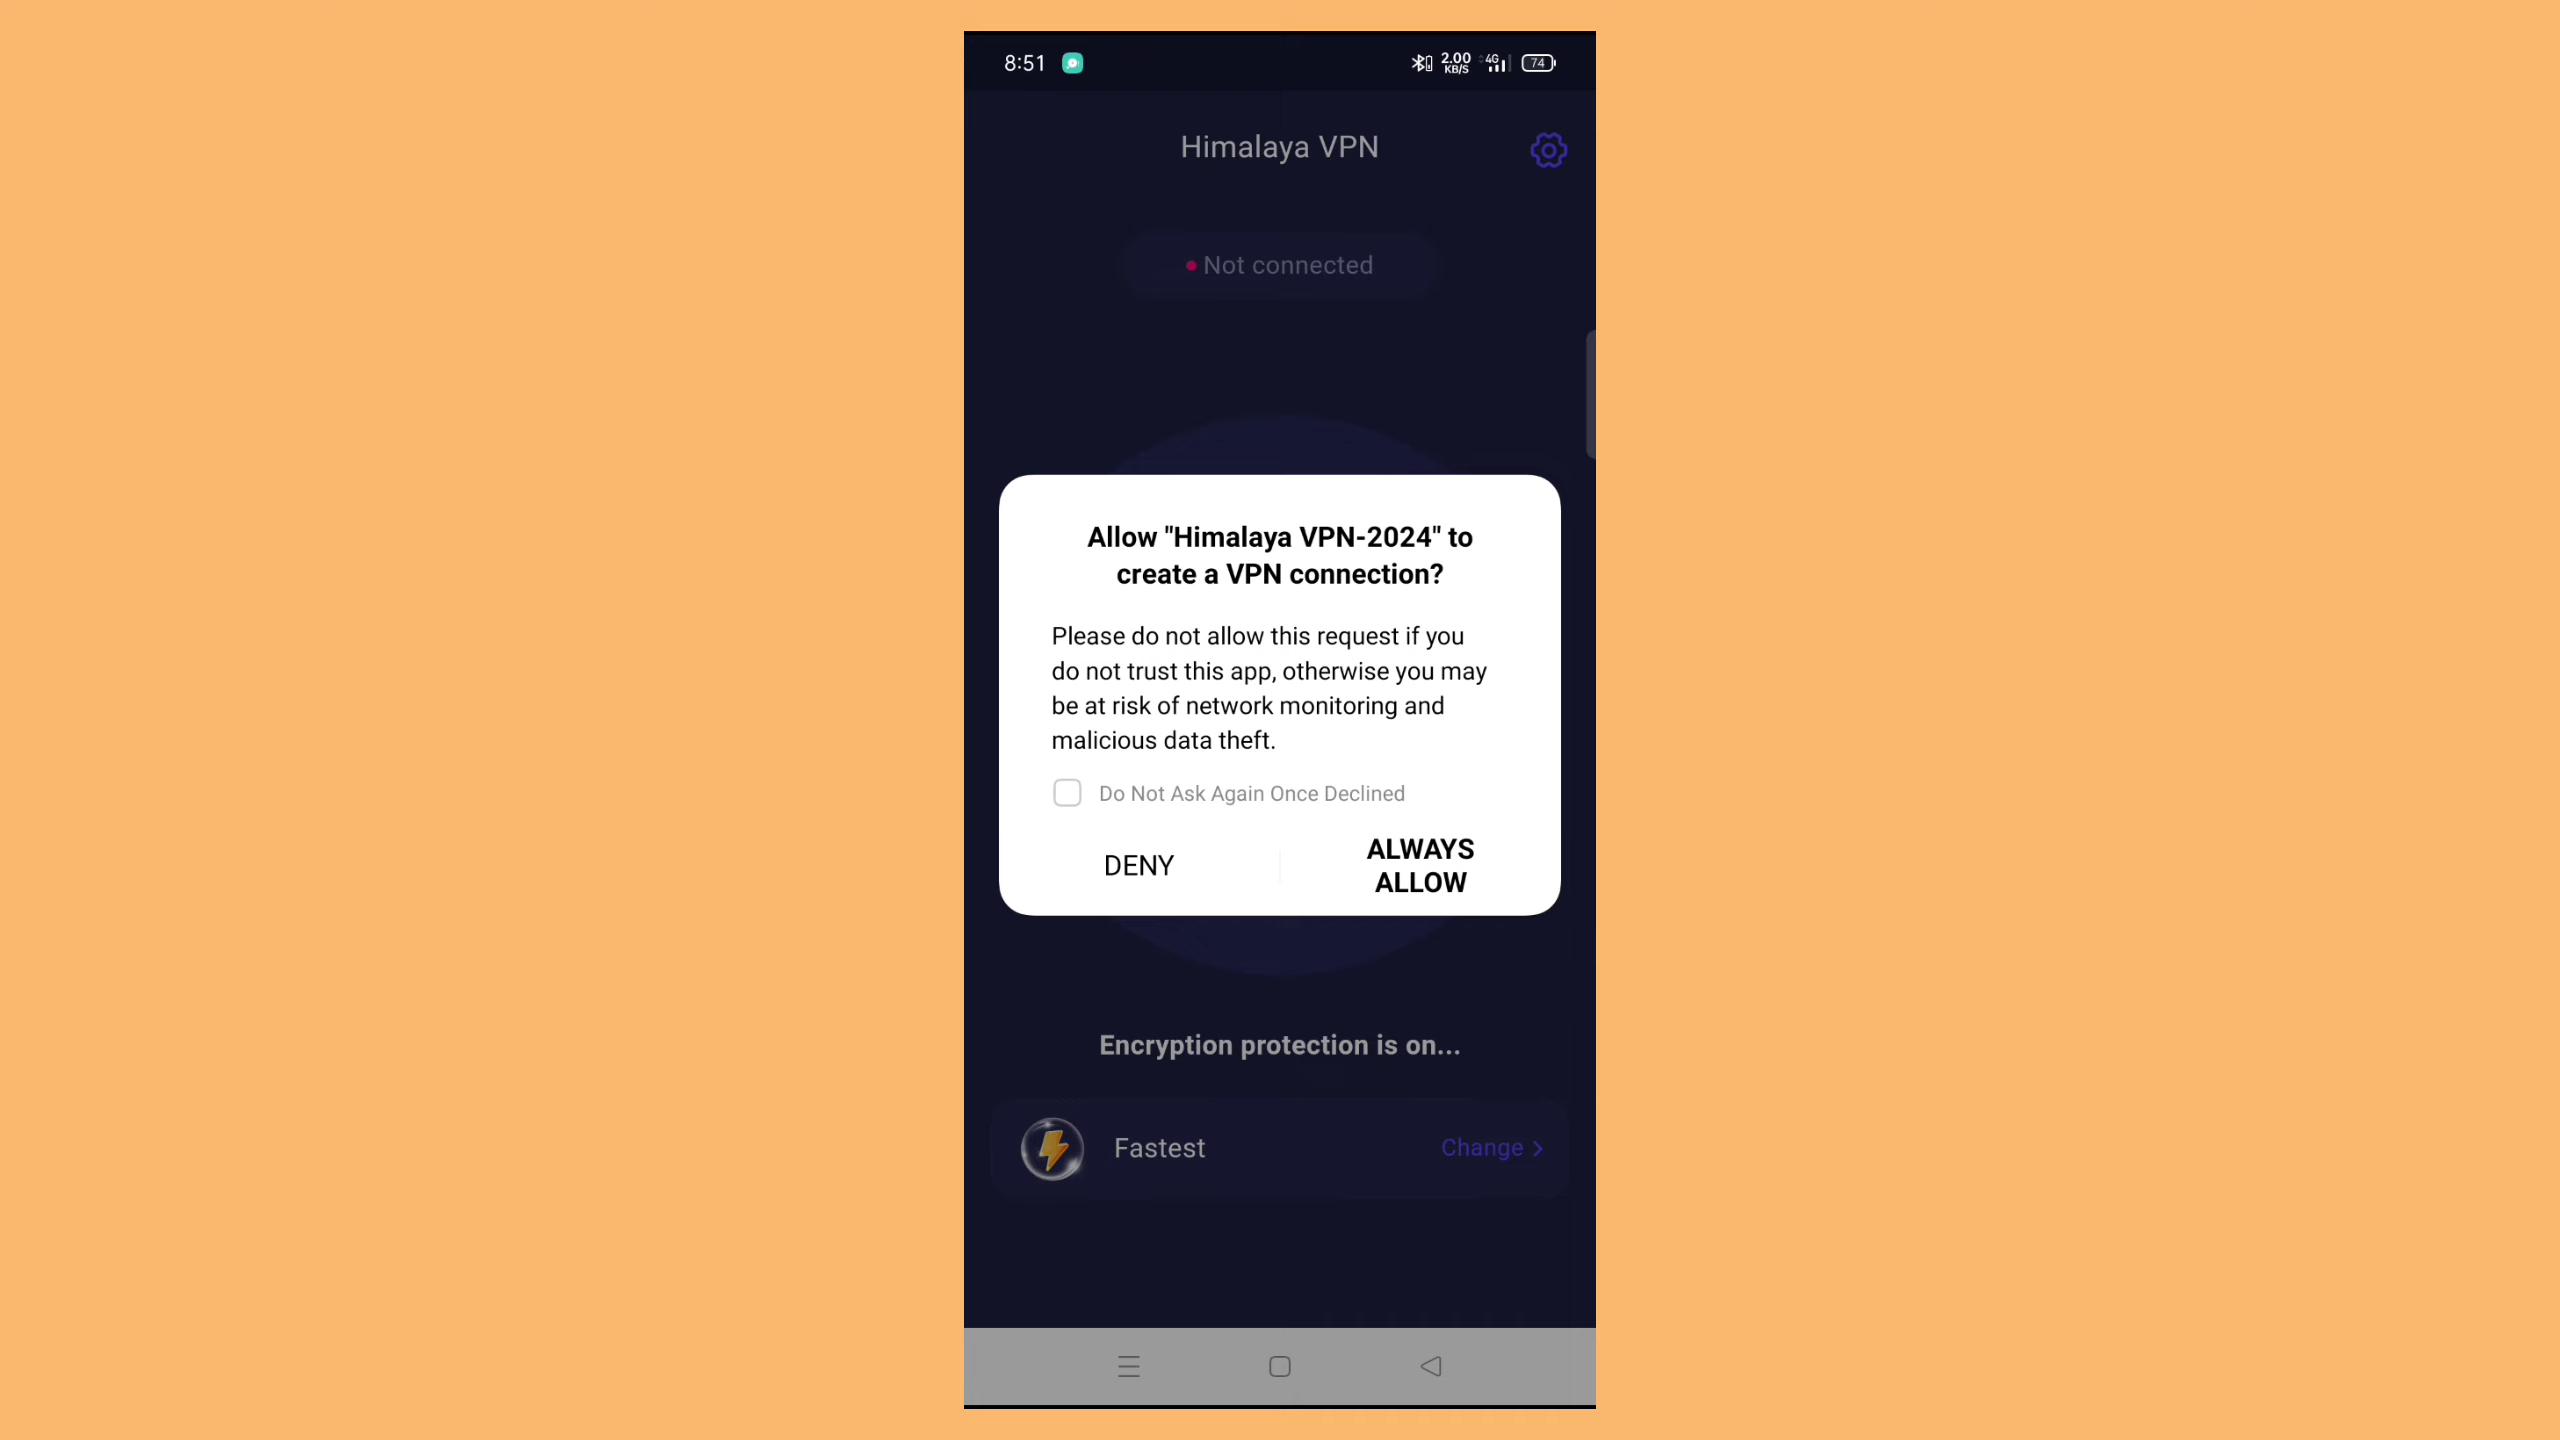 8:51
2.00
KB/S
4G
74
Himalaya VPN
Not connected
Allow "Himalaya VPN-2024" to
create a VPN connection?
Please do not allow this request if you
do not trust this app, otherwise you may
be at risk of network monitoring and
malicious data theft.
Do Not Ask Again Once Declined
DENY
ALWAYS
ALLOW
Encryption protection is on...
Fastest
Change